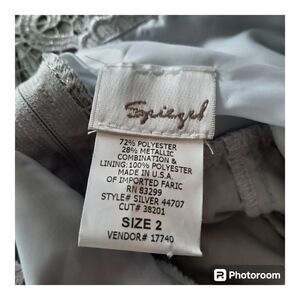 Spiegel
72% POLYESTER
28% METALLIC
COMBINATION &
LINING: 100% POLYESTER
MADE IN U.S.A.
OF IMPORTED FARIC
RN 83299
STYLE# SILVER 44707
CUT# 38201
SIZE 2
VENDOR# 17740
Photoroom